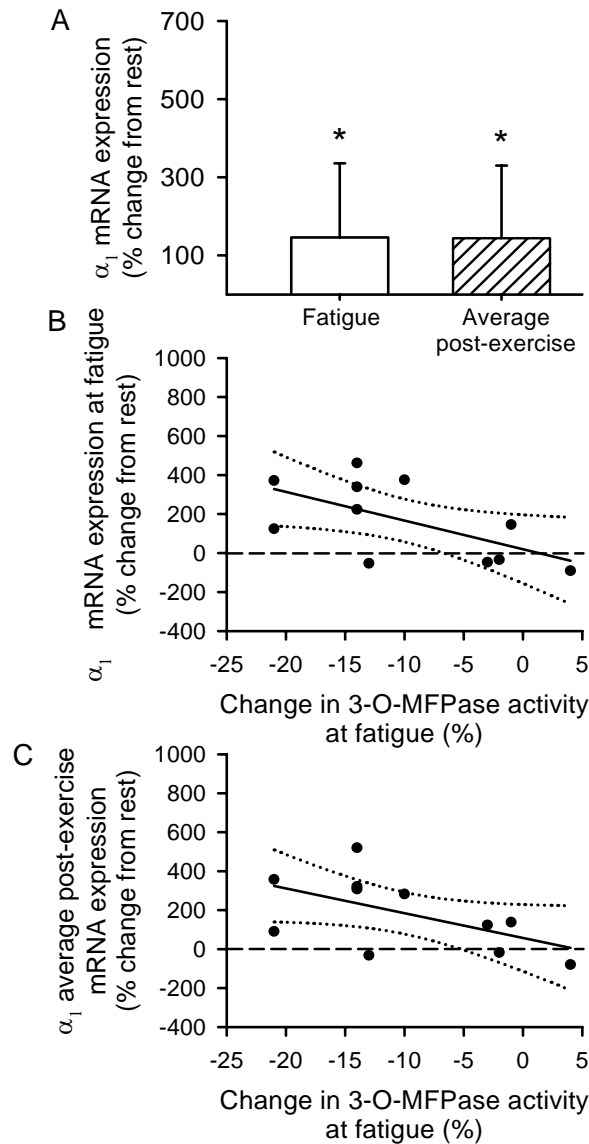 A
α1 mRNA expression
(% change from rest)
700
500
300
100
*
*
Fatigue
Average
post-exercise
B
α1 mRNA expression at fatigue
(% change from rest)
1000
800
600
400
200
0
-200
-400
-25 -20 -15 -10 -5 0 5
Change in 3-O-MFPase activity
at fatigue (%)
C
α1 average post-exercise
mRNA expression
(% change from rest)
1000
800
600
400
200
0
-200
-400
-25 -20 -15 -10 -5 0 5
Change in 3-O-MFPase activity
at fatigue (%)